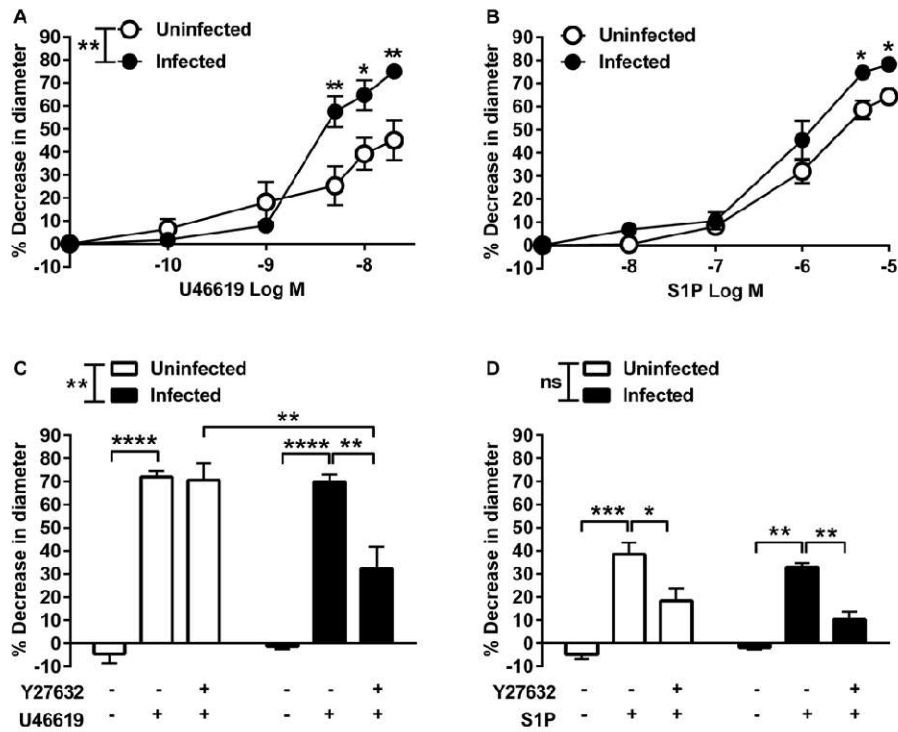 A
Uninfected
** Infected
% Decrease in diameter
90
80
70
60
50
40
30
20
10
0
-10
** * **
-10 -9 -8
U46619 Log M
B
Uninfected
Infected
% Decrease in diameter
90
80
70
60
50
40
30
20
10
0
-10
* *
-8 -7 -6 -5
S1P Log M
C
Uninfected
** Infected
% Decrease in diameter
90
80
70
60
50
40
30
20
10
0
-10
**
**** **** **
Y27632 - - + - - +
U46619 - + + - + +
D
Uninfected
ns Infected
% Decrease in diameter
90
80
70
60
50
40
30
20
10
0
-10
*** * ** **
Y27632 - - + - - +
S1P - + + - + +